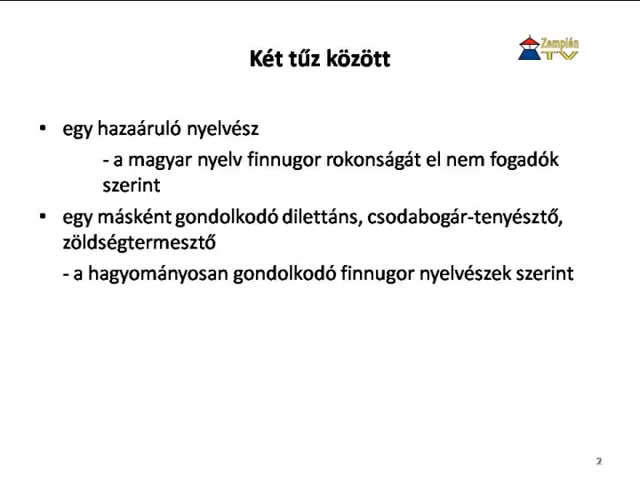 Két tűz között
Zemplén
TV
• egy hazaáruló nyelvész
- a magyar nyelv finnugor rokonságát el nem fogadók
szerint
• egy másként gondolkodó dilettáns, csodabogár-tenyésztő,
zöldségtermesztő
- a hagyományosan gondolkodó finnugor nyelvészek szerint
2